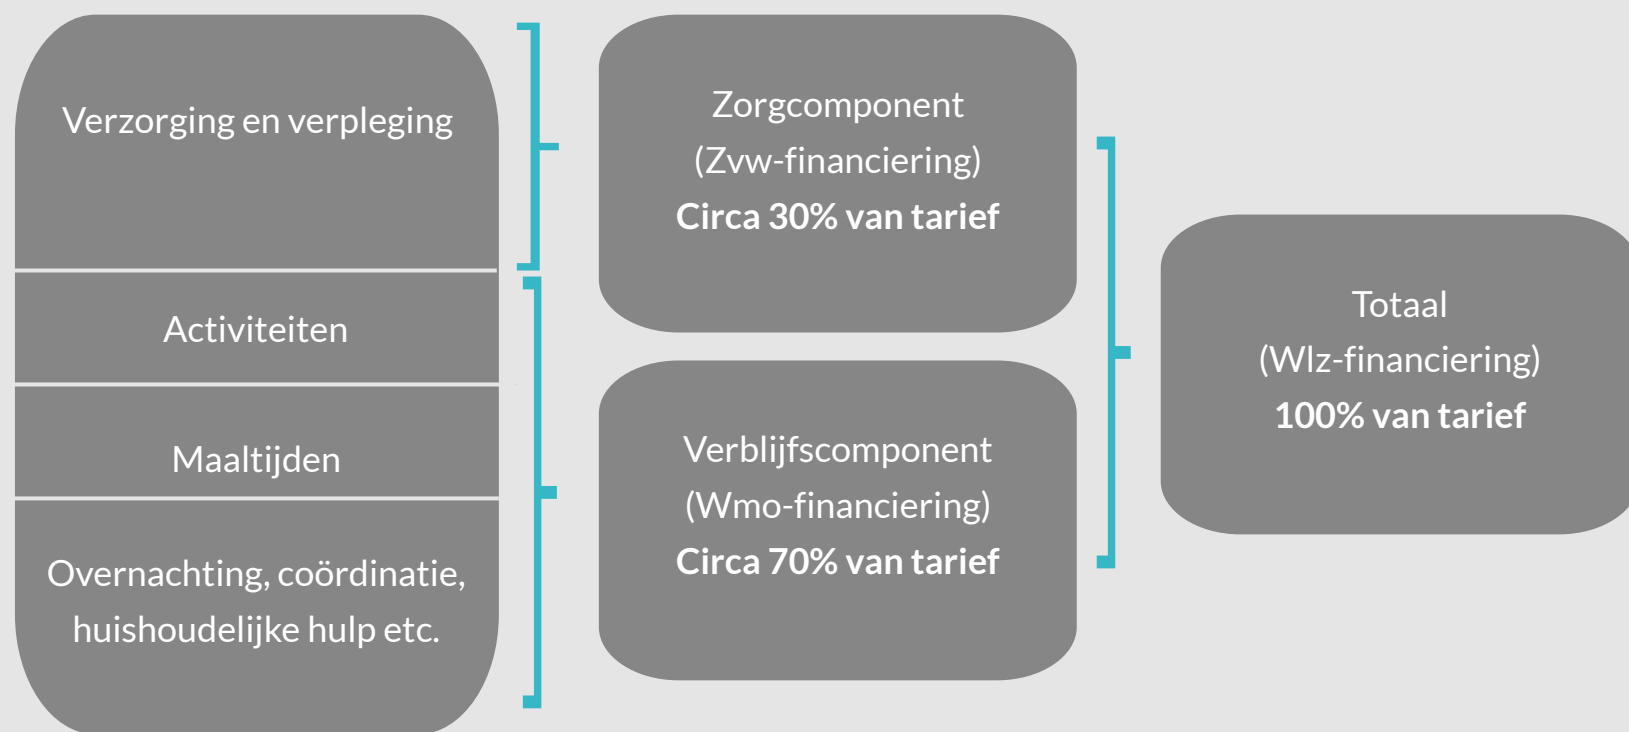 Verzorging en verpleging
Activiteiten
Maaltijden
Overnachting, coördinatie,
huishoudelijke hulp etc.
Zorgcomponent
(Zvw-financiering)
Circa 30% van tarief
Verblijfscomponent
(Wmo-financiering)
Circa 70% van tarief
Totaal
(Wlz-financiering)
100% van tarief